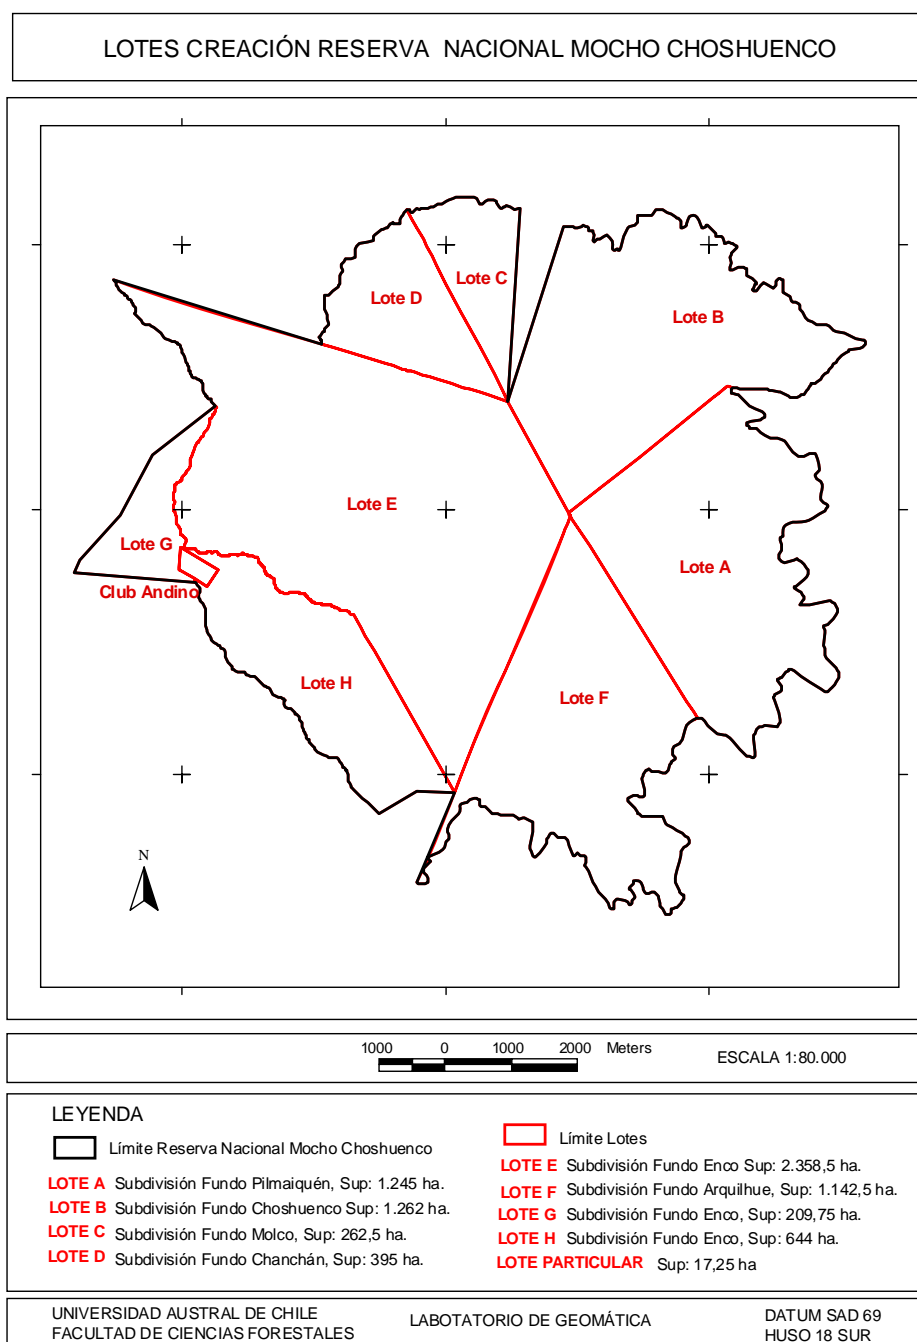 LOTES CREACIÓN RESERVA NACIONAL MOCHO CHOSHUENCO
Lote C
Lote D
Lote B
Lote E
Lote G
Lote A
Club Andino
Lote H
Lote F
N
1000 0 1000 2000 Meters
ESCALA 1:80.000
LEYENDA
Límite Reserva Nacional Mocho Choshuenco
LOTE A Subdivisión Fundo Pilmaiquén, Sup: 1.245 ha.
LOTE B Subdivisión Fundo Choshuenco Sup: 1.262 ha.
LOTE C Subdivisión Fundo Molco, Sup: 262,5 ha.
LOTE D Subdivisión Fundo Chanchán, Sup: 395 ha.
Límite Lotes
LOTE E Subdivisión Fundo Enco Sup: 2.358,5 ha.
LOTE F Subdivisión Fundo Arquilhue, Sup: 1.142,5 ha.
LOTE G Subdivisión Fundo Enco, Sup: 209,75 ha.
LOTE H Subdivisión Fundo Enco, Sup: 644 ha.
LOTE PARTICULAR Sup: 17,25 ha
UNIVERSIDAD AUSTRAL DE CHILE
FACULTAD DE CIENCIAS FORESTALES
LABOTATORIO DE GEOMÁTICA
DATUM SAD 69
HUSO 18 SUR